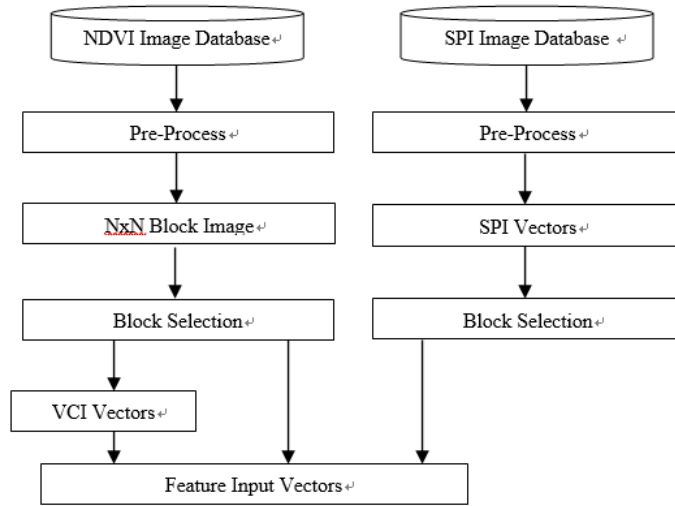 NDVI Image Database
SPI Image Database
Pre-Process
Pre-Process
NxN Block Image
SPI Vectors
Block Selection
Block Selection
VCI Vectors
Feature Input Vectors